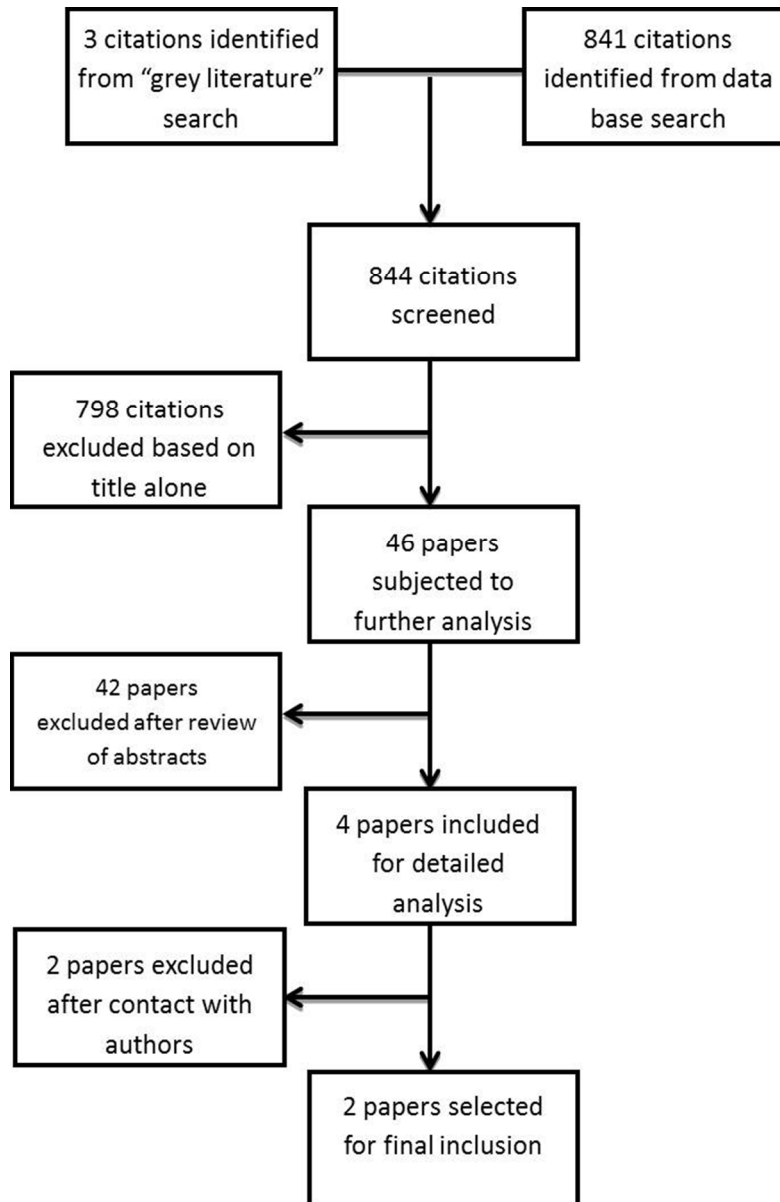 3 citations identified
from “grey literature”
search
841 citations
identified from data
base search
844 citations
screened
798 citations
excluded based on
title alone
46 papers
subjected to
further analysis
42 papers
excluded after review
of abstracts
4 papers included
for detailed
analysis
2 papers excluded
after contact with
authors
2 papers selected
for final inclusion